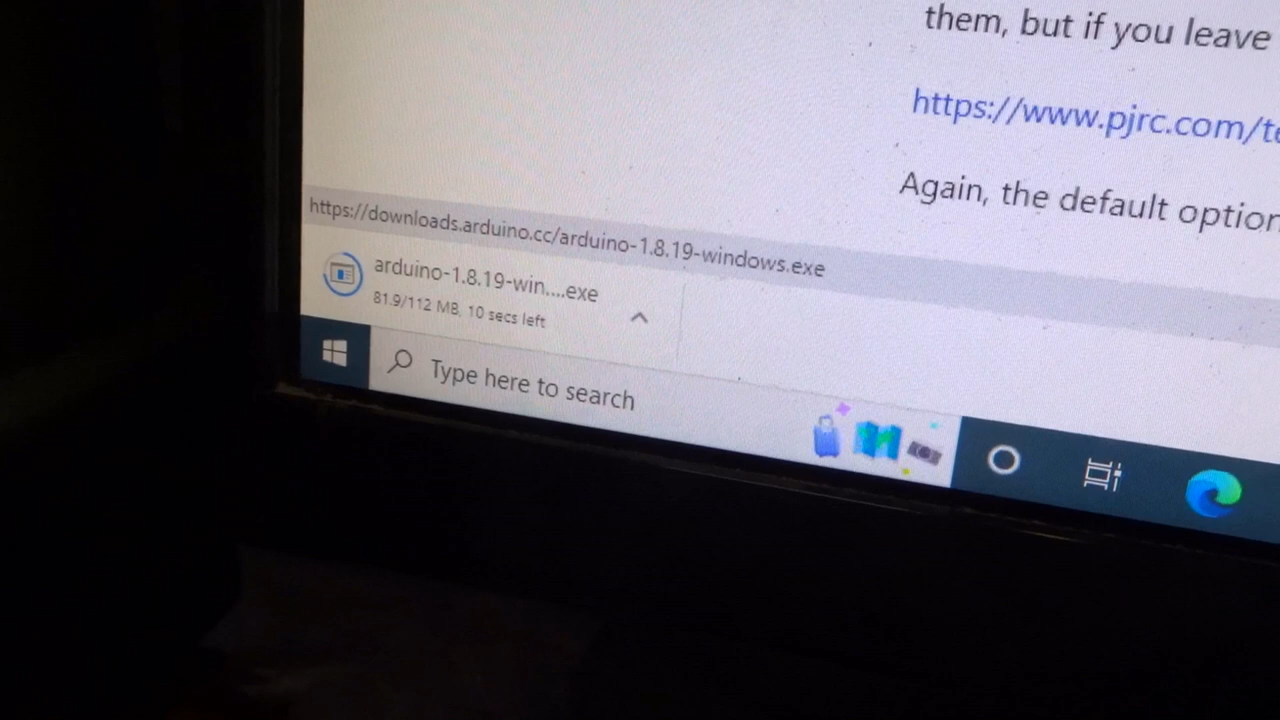 them, but if you leave
https://www.pjrc.com/te
Again, the default option
https://downloads.arduino.cc/arduino-1.8.19-windows.exe
arduino-1.8.19-win....exe
81.9/112 MB, 10 secs left
Type here to search